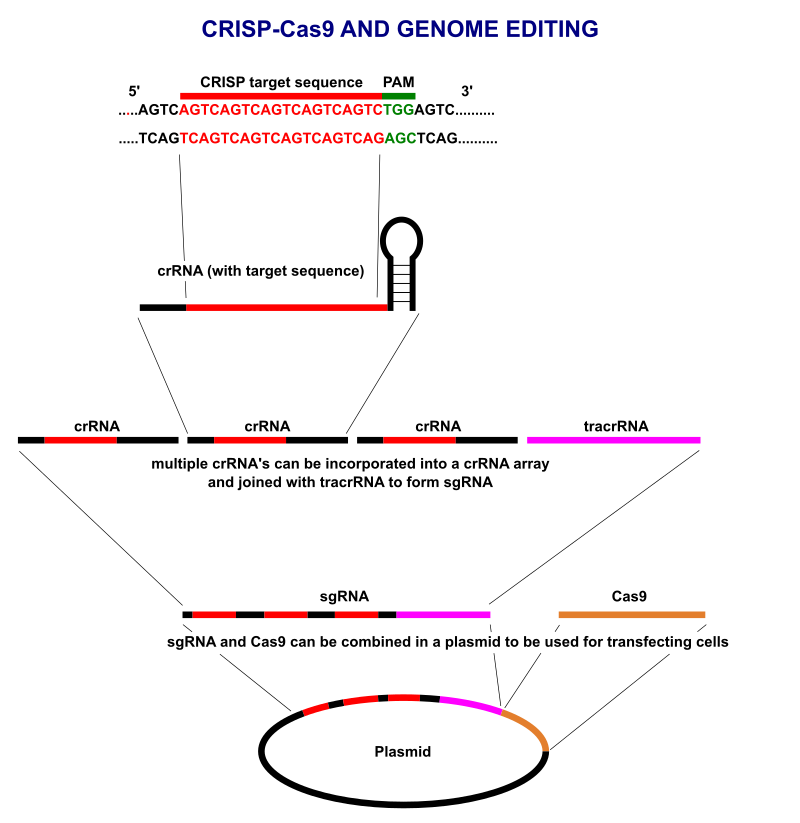 CRISP-Cas9 AND GENOME EDITING
CRISP target sequence PAM
5' 3'
.....AGTCAGTCAGTCAGTCAGTCAGTCTGGAGTC..........
.....TCAGTCAGTCAGTCAGTCAGTCAGAGCTCAG..........
crRNA (with target sequence)
crRNA crRNA crRNA tracrRNA
multiple crRNA's can be incorporated into a crRNA array
and joined with tracrRNA to form sgRNA
sgRNA Cas9
sgRNA and Cas9 can be combined in a plasmid to be used for transfecting cells
Plasmid